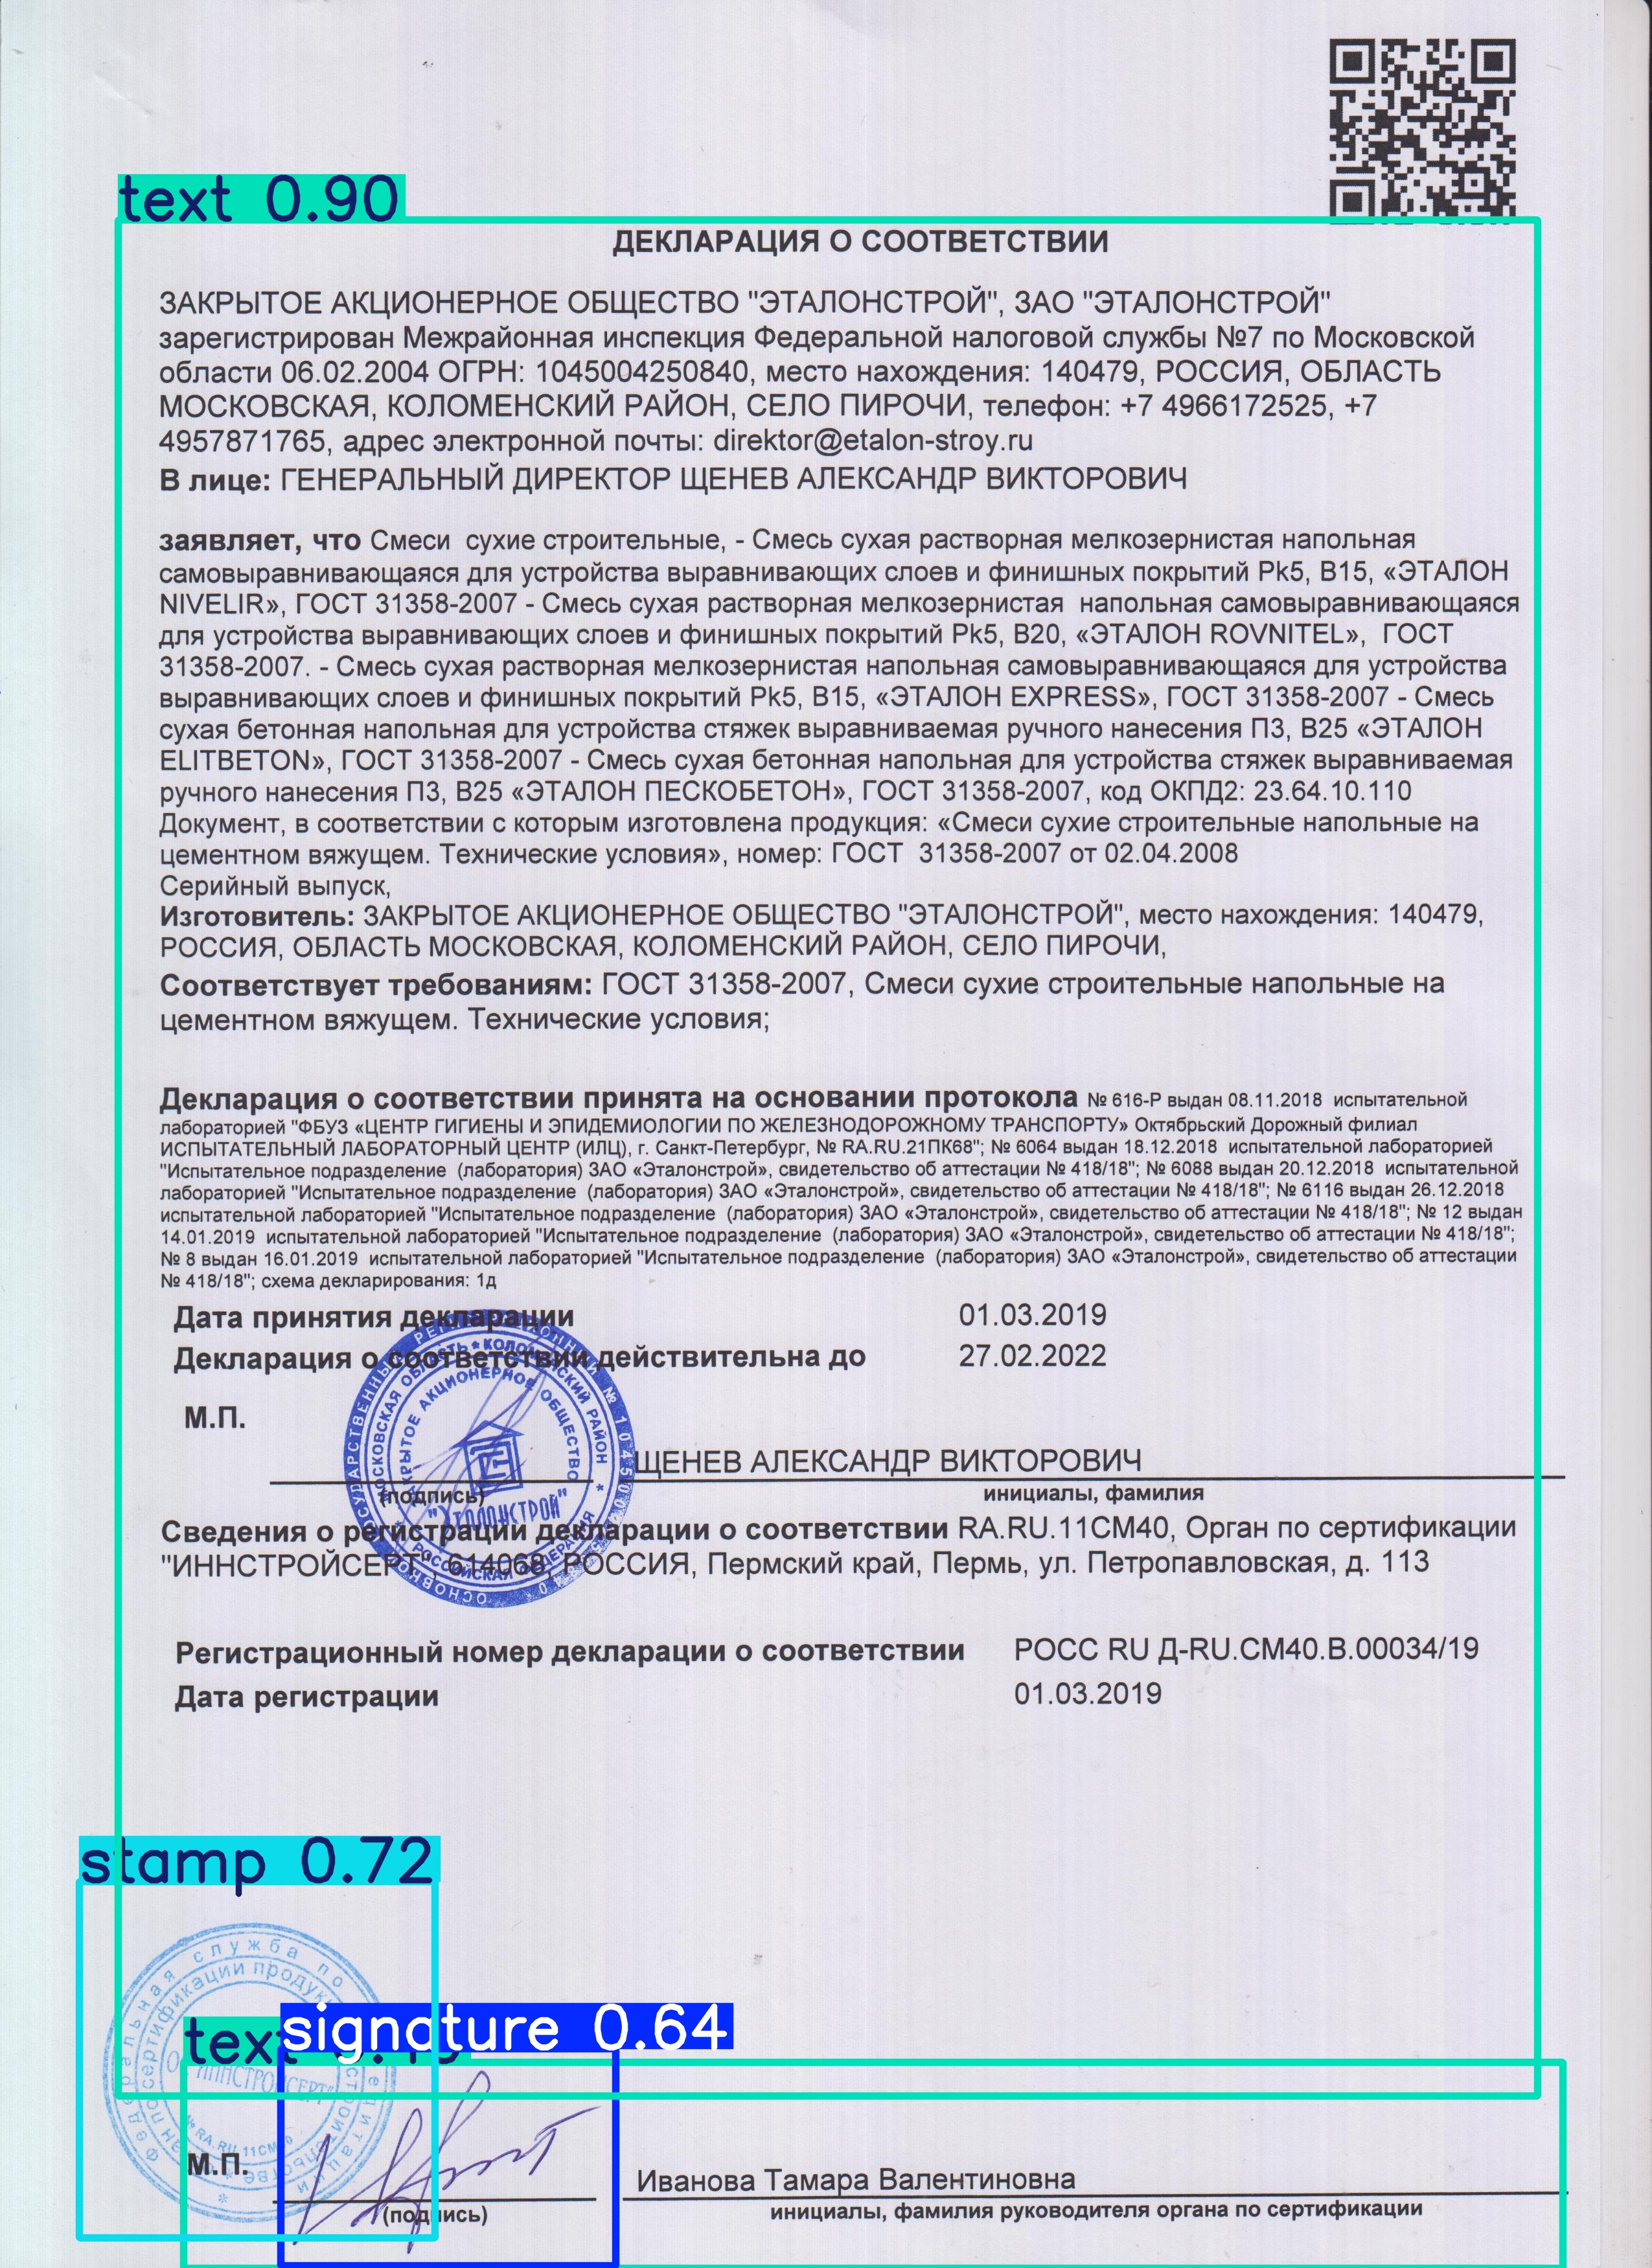 text 0.90
ДЕКЛАРАЦИЯ О СООТВЕТСТВИИ
ЗАКРЫТОЕ АКЦИОНЕРНОЕ ОБЩЕСТВО "ЭТАЛОНСТРОЙ", ЗАО "ЭТАЛОНСТРОЙ"
зарегистрирован Межрайонная инспекция Федеральной налоговой службы №7 по Московской
области 06.02.2004 ОГРН: 1045004250840, место нахождения: 140479, РОССИЯ, ОБЛАСТЬ
МОСКОВСКАЯ, КОЛОМЕНСКИЙ РАЙОН, СЕЛО ПИРОЧИ, телефон: +7 4966172525, +7
4957871765, адрес электронной почты: direktor@etalon-stroy.ru
В лице: ГЕНЕРАЛЬНЫЙ ДИРЕКТОР ЩЕНЕВ АЛЕКСАНДР ВИКТОРОВИЧ
заявляет, что Смеси сухие строительные, - Смесь сухая растворная мелкозернистая напольная
самовыравнивающаяся для устройства выравнивающих слоев и финишных покрытий Pk5, B15, «ЭТАЛОН
NIVELIR», ГОСТ 31358-2007 - Смесь сухая растворная мелкозернистая напольная самовыравнивающаяся
для устройства выравнивающих слоев и финишных покрытий Pk5, B20, «ЭТАЛОН ROVNITEL», ГОСТ
31358-2007. - Смесь сухая растворная мелкозернистая напольная самовыравнивающаяся для устройства
выравнивающих слоев и финишных покрытий Pk5, B15, «ЭТАЛОН EXPRESS», ГОСТ 31358-2007 - Смесь
сухая бетонная напольная для устройства стяжек выравниваемая ручного нанесения П3, B25 «ЭТАЛОН
ELITBETON», ГОСТ 31358-2007 - Смесь сухая бетонная напольная для устройства стяжек выравниваемая
ручного нанесения П3, B25 «ЭТАЛОН ПЕСКОБЕТОН», ГОСТ 31358-2007, код ОКПД2: 23.64.10.110
Документ, в соответствии с которым изготовлена продукция: «Смеси сухие строительные напольные на
цементном вяжущем. Технические условия», номер: ГОСТ 31358-2007 от 02.04.2008
Серийный выпуск,
Изготовитель: ЗАКРЫТОЕ АКЦИОНЕРНОЕ ОБЩЕСТВО "ЭТАЛОНСТРОЙ", место нахождения: 140479,
РОССИЯ, ОБЛАСТЬ МОСКОВСКАЯ, КОЛОМЕНСКИЙ РАЙОН, СЕЛО ПИРОЧИ,
Соответствует требованиям: ГОСТ 31358-2007, Смеси сухие строительные напольные на
цементном вяжущем. Технические условия;
Декларация о соответствии принята на основании протокола № 616-Р выдан 08.11.2018 испытательной
лабораторией "ФБУЗ «ЦЕНТР ГИГИЕНЫ И ЭПИДЕМИОЛОГИИ ПО ЖЕЛЕЗНОДОРОЖНОМУ ТРАНСПОРТУ» Октябрьский Дорожный филиал
ИСПЫТАТЕЛЬНЫЙ ЛАБОРАТОРНЫЙ ЦЕНТР (ИЛЦ), г. Санкт-Петербург, № RA.RU.21ПК68"; № 6064 выдан 18.12.2018 испытательной лабораторией
"Испытательное подразделение (лаборатория) ЗАО «Эталонстрой», свидетельство об аттестации № 418/18"; № 6088 выдан 20.12.2018 испытательной
лабораторией "Испытательное подразделение (лаборатория) ЗАО «Эталонстрой», свидетельство об аттестации № 418/18"; № 6116 выдан 26.12.2018
испытательной лабораторией "Испытательное подразделение (лаборатория) ЗАО «Эталонстрой», свидетельство об аттестации № 418/18"; № 12 выдан
14.01.2019 испытательной лабораторией "Испытательное подразделение (лаборатория) ЗАО «Эталонстрой», свидетельство об аттестации № 418/18";
№ 8 выдан 16.01.2019 испытательной лабораторией "Испытательное подразделение (лаборатория) ЗАО «Эталонстрой», свидетельство об аттестации
№ 418/18"; схема декларирования: 1д
Дата принятия декларации 01.03.2019
Декларация о соответствии действительна до 27.02.2022
МОСКОВСКАЯ ОБЛАСТЬ * КОЛОМЕНСКИЙ РАЙОН * РОССИЙСКАЯ ФЕДЕРАЦИЯ
ЗАКРЫТОЕ АКЦИОНЕРНОЕ ОБЩЕСТВО
"ЭТАЛОНСТРОЙ"
М.П.
ЩЕНЕВ АЛЕКСАНДР ВИКТОРОВИЧ
(подпись) инициалы, фамилия
Сведения о регистрации декларации о соответствии RA.RU.11СМ40, Орган по сертификации
"ИННСТРОЙСЕРТ", 614068, РОССИЯ, Пермский край, Пермь, ул. Петропавловская, д. 113
Регистрационный номер декларации о соответствии РОСС RU Д-RU.СМ40.В.00034/19
Дата регистрации 01.03.2019
stamp 0.72
Федеральная служба по
сертификации
№ RA.RU.11СМ40
text
signature 0.64
М.П.
Иванова Тамара Валентиновна
(подпись) инициалы, фамилия руководителя органа по сертификации